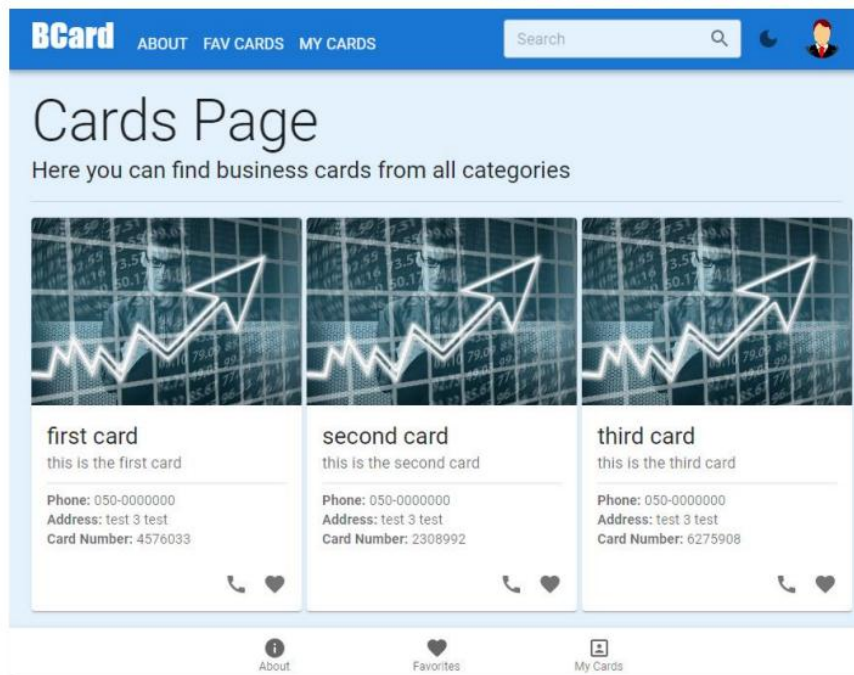 BCard ABOUT FAV CARDS MY CARDS Search
Cards Page
Here you can find business cards from all categories
first card
this is the first card
Phone: 050-0000000
Address: test 3 test
Card Number: 4576033
second card
this is the second card
Phone: 050-0000000
Address: test 3 test
Card Number: 2308992
third card
this is the third card
Phone: 050-0000000
Address: test 3 test
Card Number: 6275908
About Favorites My Cards